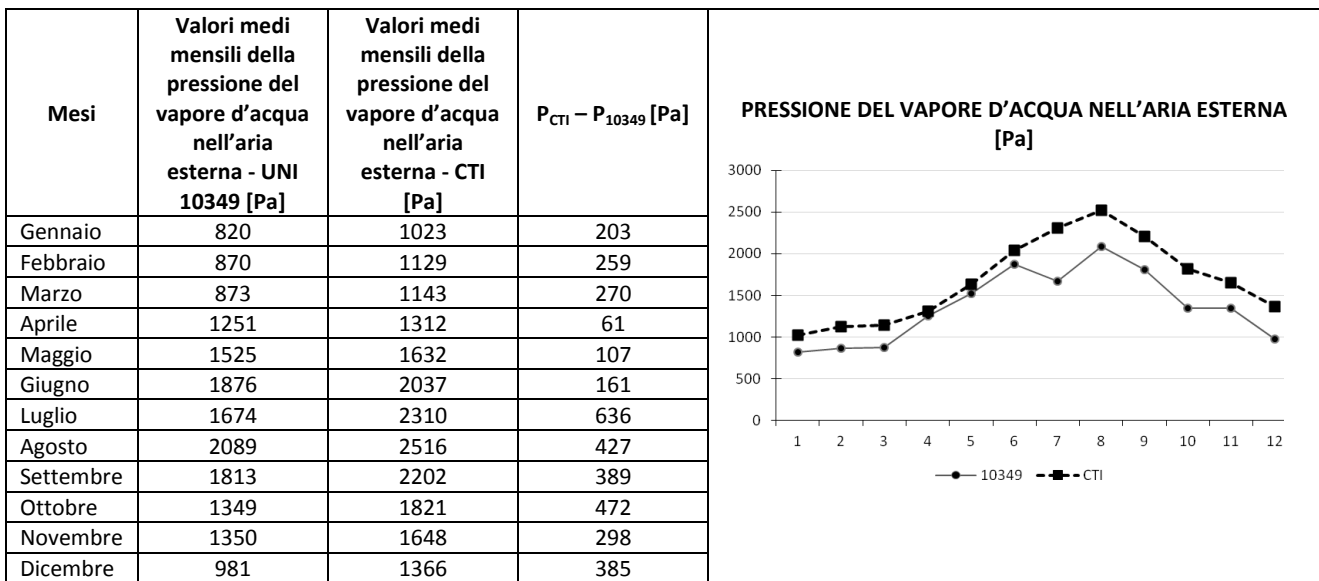 Mesi
Valori medi
mensili della
pressione del
vapore d'acqua
nell'aria
esterna - UNI
10349 [Pa]
Valori medi
mensili della
pressione del
vapore d'acqua
nell'aria
esterna - CTI
[Pa]
P_CTI – P_10349 [Pa]
Gennaio 820 1023 203
Febbraio 870 1129 259
Marzo 873 1143 270
Aprile 1251 1312 61
Maggio 1525 1632 107
Giugno 1876 2037 161
Luglio 1674 2310 636
Agosto 2089 2516 427
Settembre 1813 2202 389
Ottobre 1349 1821 472
Novembre 1350 1648 298
Dicembre 981 1366 385
PRESSIONE DEL VAPORE D'ACQUA NELL'ARIA ESTERNA
[Pa]
3000
2500
2000
1500
1000
500
0
1 2 3 4 5 6 7 8 9 10 11 12
10349 CTI